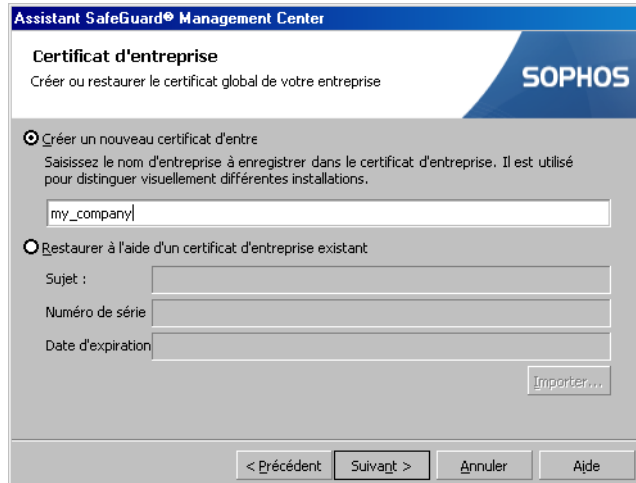 Assistant SafeGuard® Management Center
Certificat d'entreprise
Créer ou restaurer le certificat global de votre entreprise
SOPHOS
Créer un nouveau certificat d'entre
Saisissez le nom d'entreprise à enregistrer dans le certificat d'entreprise. Il est utilisé
pour distinguer visuellement différentes installations.
my_company
Restaurer à l'aide d'un certificat d'entreprise existant
Sujet :
Numéro de série
Date d'expiration
Importer...
< Précédent
Suivant >
Annuler
Aide